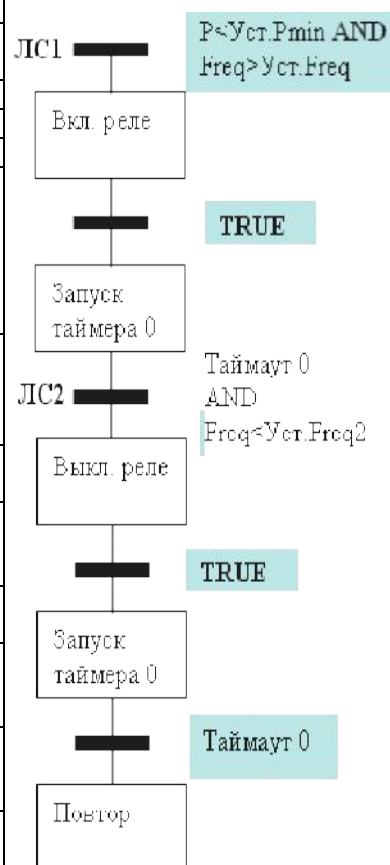 ЛС1
P<Уст.Pmin AND
Freq>Уст.Freq
Вкл. реле
TRUE
Запуск
таймера 0
ЛС2
Таймаут 0
AND
Freq<Уст.Freq2
Выкл. реле
TRUE
Запуск
таймера 0
Таймаут 0
Повтор